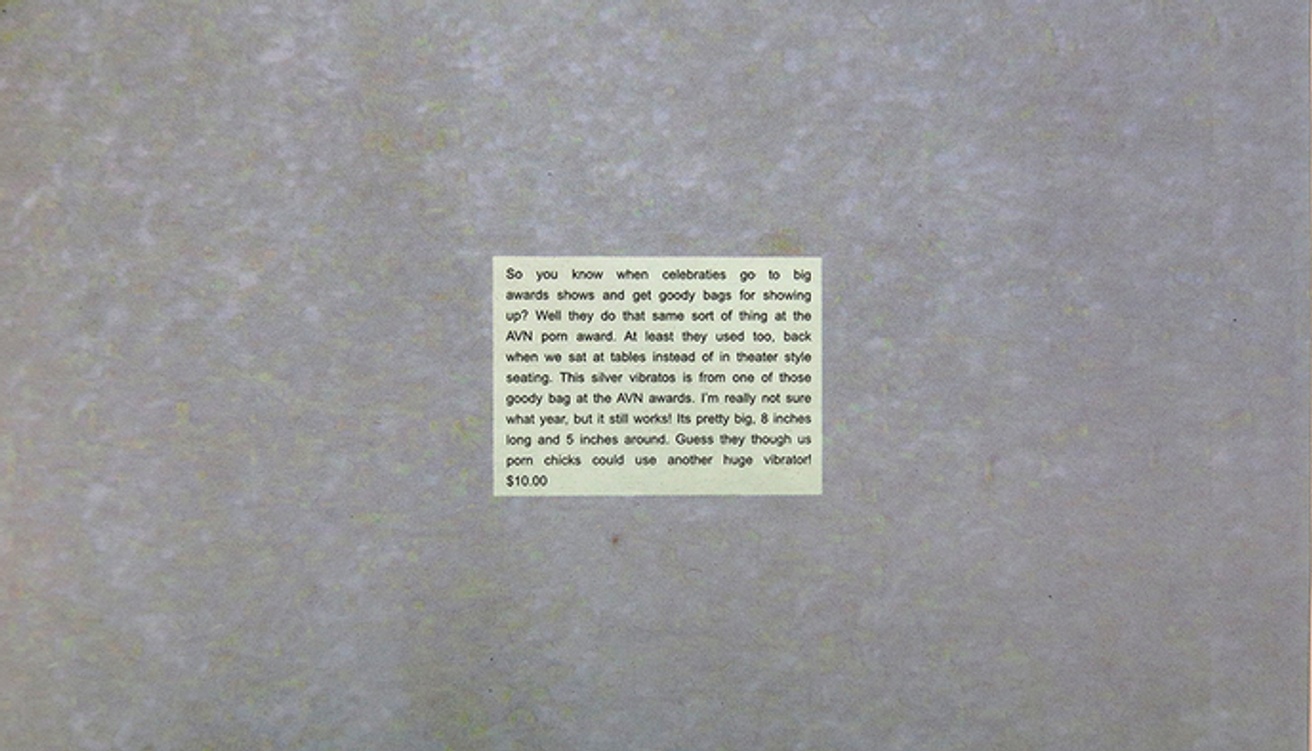 So you know when celebraties go to big
awards shows and get goody bags for showing
up? Well they do that same sort of thing at the
AVN porn award. At least they used too, back
when we sat at tables instead of in theater style
seating. This silver vibratos is from one of those
goody bag at the AVN awards. I'm really not sure
what year, but it still works! Its pretty big, 8 inches
long and 5 inches around. Guess they though us
porn chicks could use another huge vibrator!
$10.00